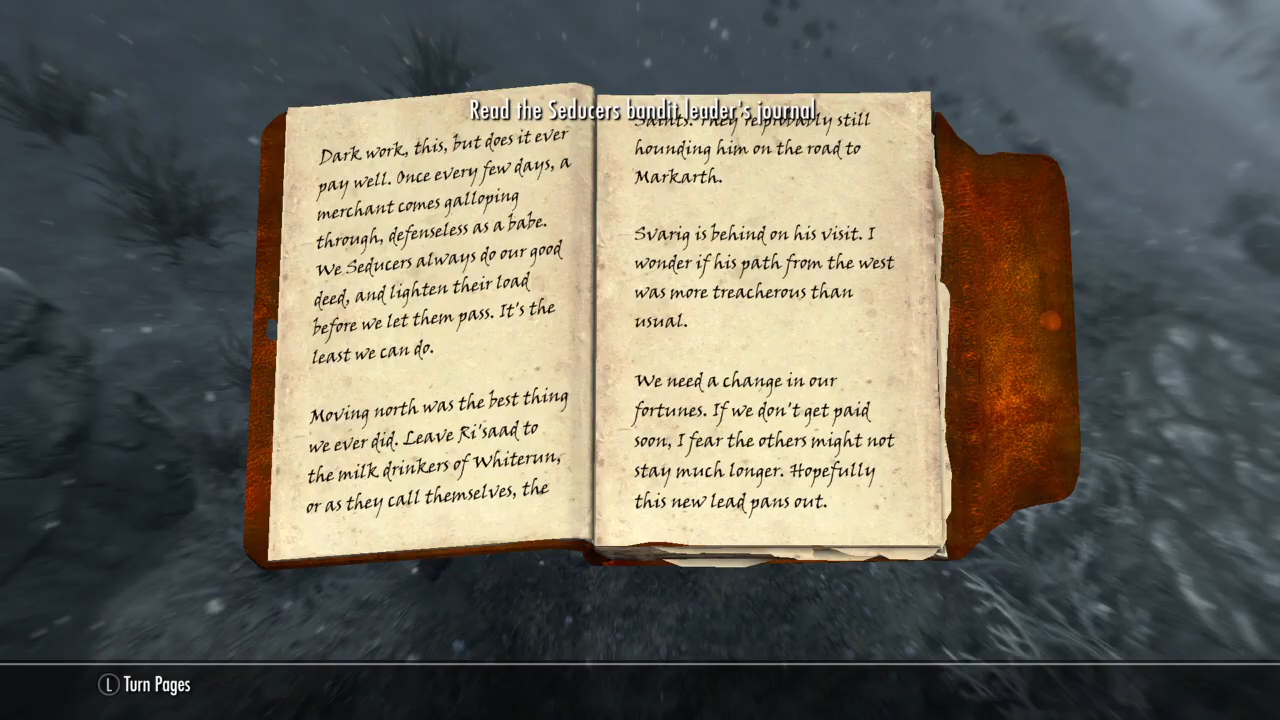 Read the Seducers bandit leader's journal
Dark work, this, but does it ever
pay well. Once every few days, a
merchant comes galloping
through, defenseless as a babe.
We Seducers always do our good
deed, and lighten their load
before we let them pass. It's the
least we can do.
Moving north was the best thing
we ever did. Leave Ri'saad to
the milk drinkers of Whiterun,
or as they call themselves, the
Saints. They're probably still
hounding him on the road to
Markarth.
Svarig is behind on his visit. I
wonder if his path from the west
was more treacherous than
usual.
We need a change in our
fortunes. If we don't get paid
soon, I fear the others might not
stay much longer. Hopefully
this new lead pans out.
L Turn Pages